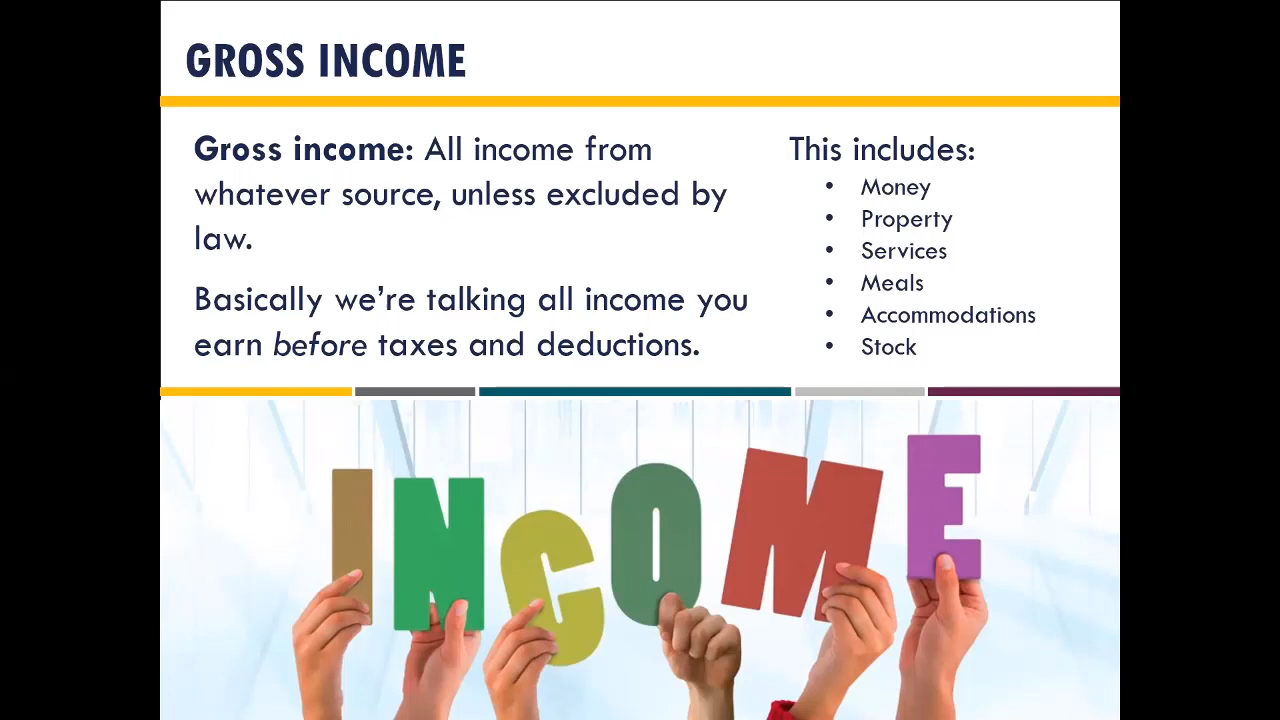 GROSS INCOME
Gross income: All income from
whatever source, unless excluded by
law.
Basically we’re talking all income you
earn before taxes and deductions.
This includes:
• Money
• Property
• Services
• Meals
• Accommodations
• Stock
INCOME